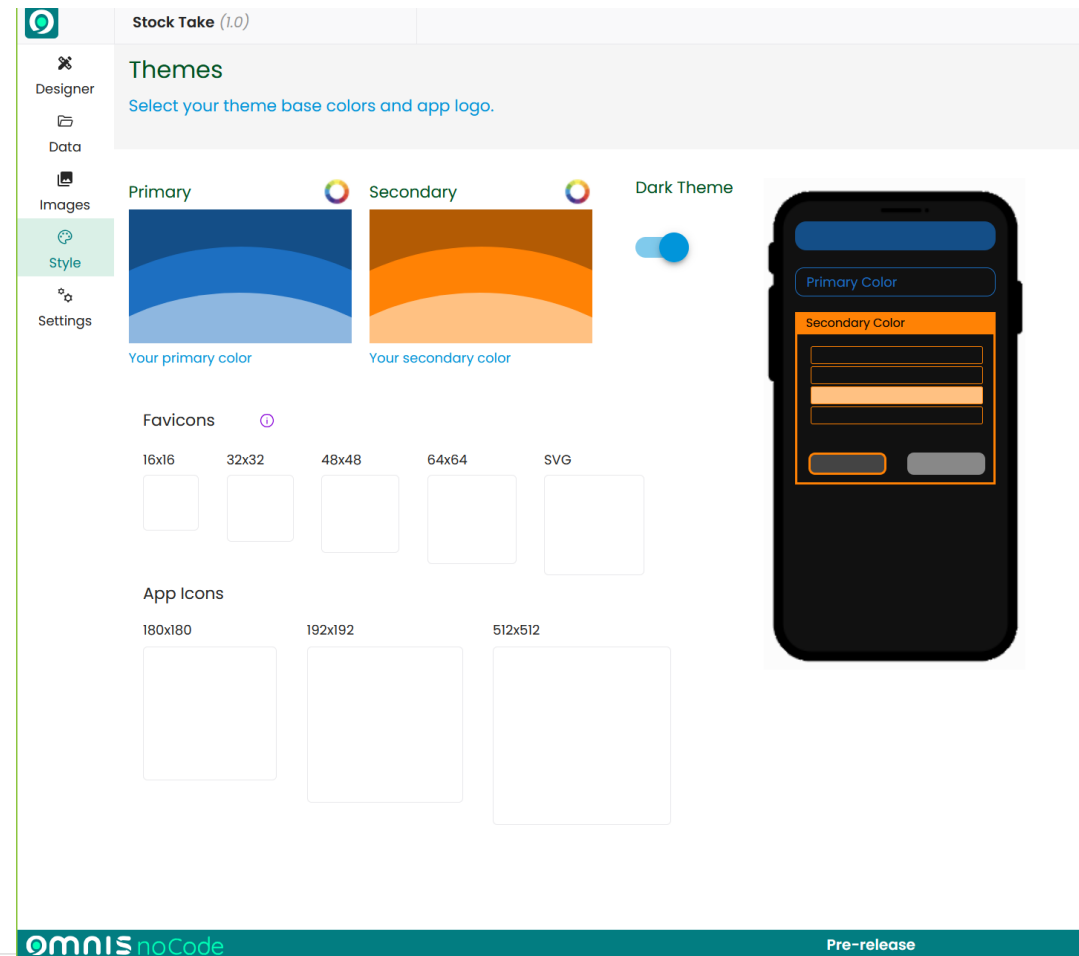 Stock Take (1.0)
Designer
Data
Images
Style
Settings
Themes
Select your theme base colors and app logo.
Primary
Secondary
Dark Theme
Your primary color
Your secondary color
Primary Color
Secondary Color
Favicons
16x16 32x32 48x48 64x64 SVG
App Icons
180x180 192x192 512x512
OMNIS noCode
Pre-release